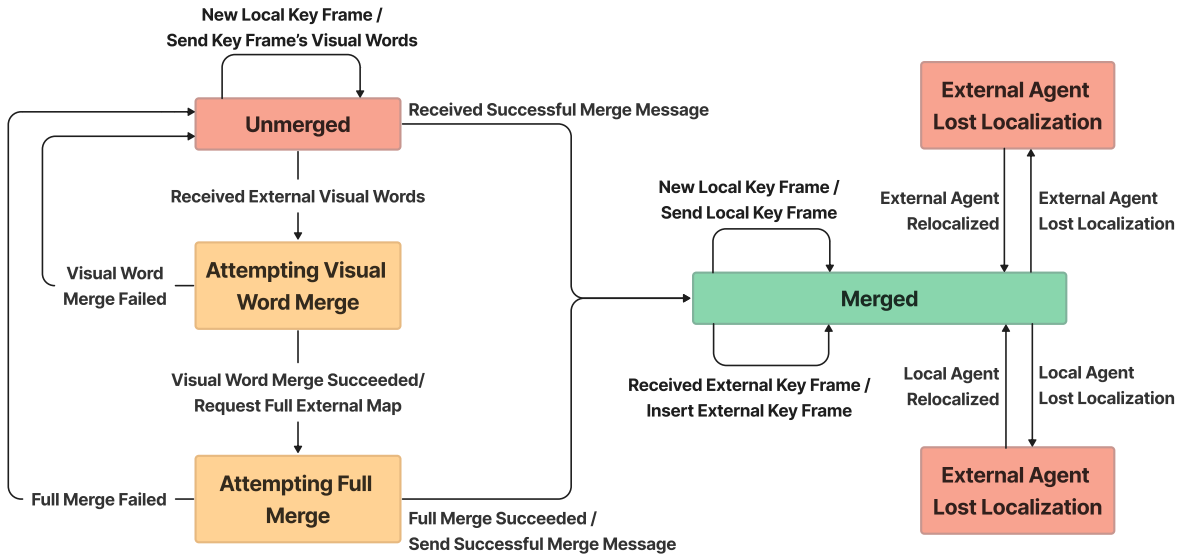 New Local Key Frame /
Send Key Frame's Visual Words
Unmerged
Received Successful Merge Message
Received External Visual Words
Attempting Visual
Word Merge
Visual Word
Merge Failed
Visual Word Merge Succeeded/
Request Full External Map
Attempting Full
Merge
Full Merge Failed
Full Merge Succeeded /
Send Successful Merge Message
New Local Key Frame /
Send Local Key Frame
Merged
Received External Key Frame /
Insert External Key Frame
External Agent
Lost Localization
External Agent
Relocalized
External Agent
Lost Localization
Local Agent
Relocalized
Local Agent
Lost Localization
External Agent
Lost Localization